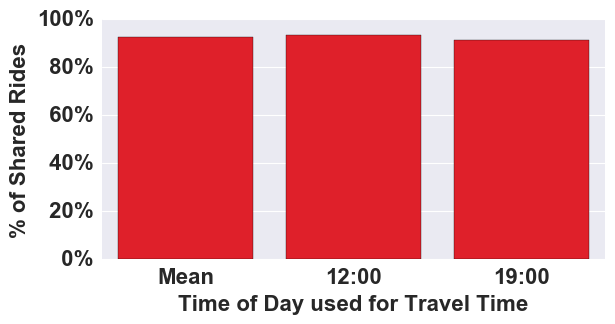 % of Shared Rides
100%
80%
60%
40%
20%
0%
Mean 12:00 19:00
Time of Day used for Travel Time